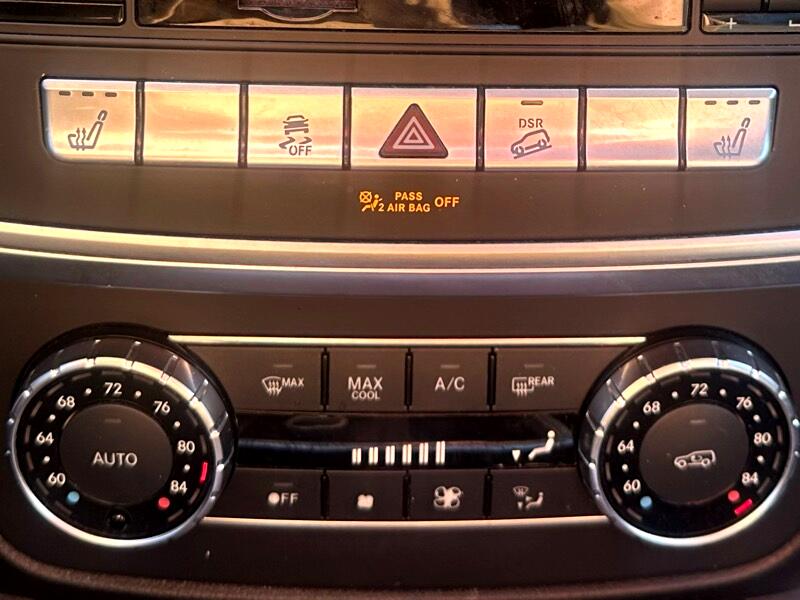 +
OFF
DSR
PASS
2 AIR BAG OFF
MAX
MAX
COOL
A/C
REAR
60 64 68 72 76 80 84
AUTO
60 64 68 72 76 80 84
OFF